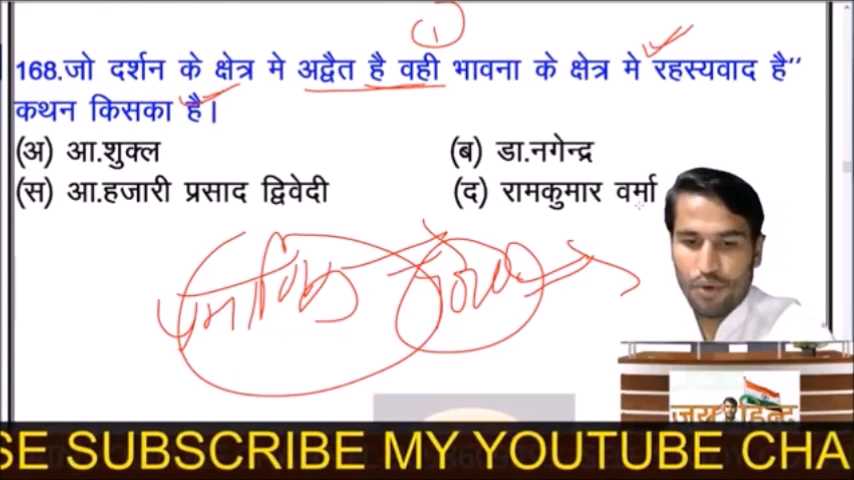 168.जो दर्शन के क्षेत्र मे अद्वैत है वही भावना के क्षेत्र मे रहस्यवाद है”
कथन किसका है।
(अ) आ.शुक्ल
(ब) डा.नगेन्द्र
(स) आ.हजारी प्रसाद द्विवेदी
(द) रामकुमार वर्मा
जय हिन्द
SE SUBSCRIBE MY YOUTUBE CHA